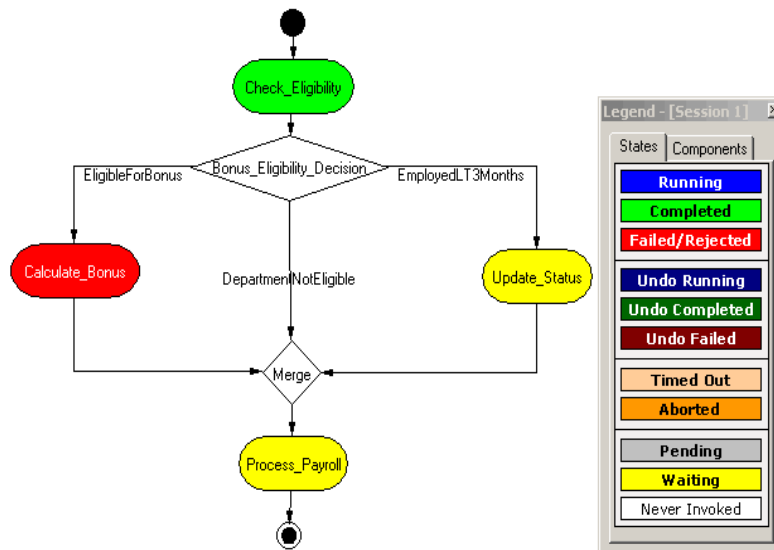 Check_Eligibility
Bonus_Eligibility_Decision
EligibleForBonus
EmployedLT3Months
Calculate_Bonus
DepartmentNotEligible
Update_Status
Merge
Process_Payroll
Legend - [Session 1]
States
Components
Running
Completed
Failed/Rejected
Undo Running
Undo Completed
Undo Failed
Timed Out
Aborted
Pending
Waiting
Never Invoked